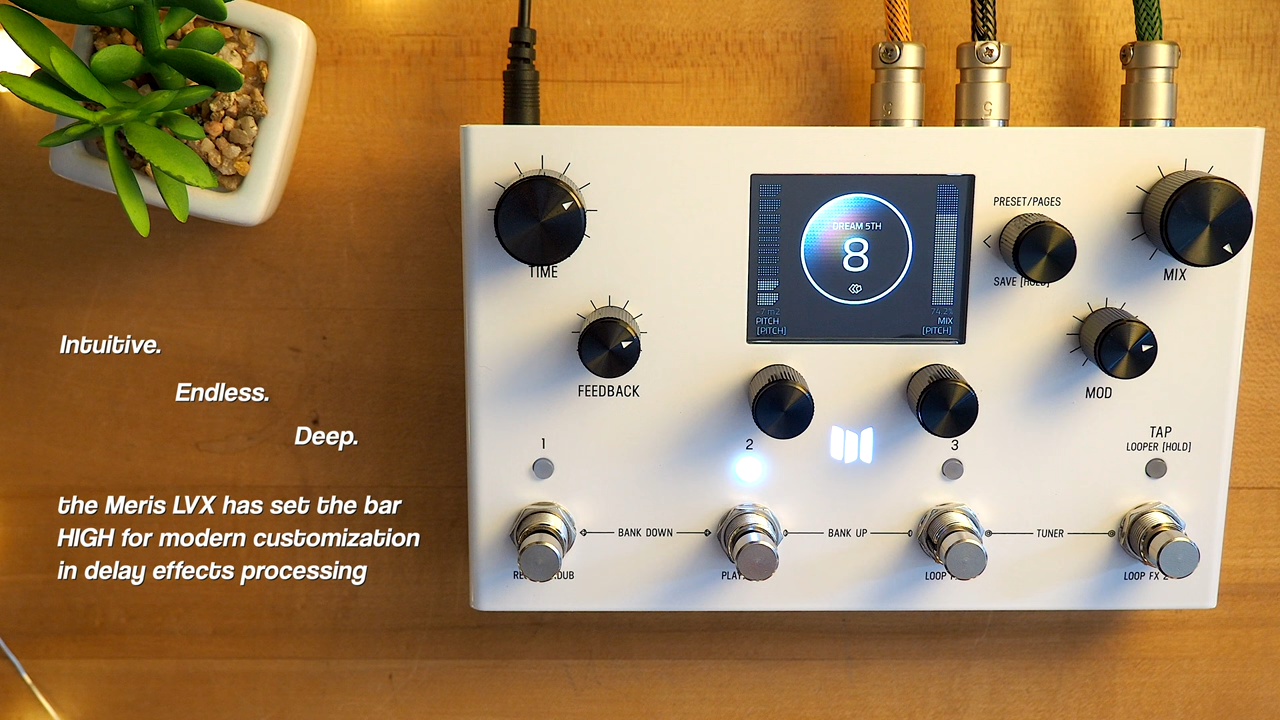 Intuitive.
Endless.
Deep.
the Meris LVX has set the bar
HIGH for modern customization
in delay effects processing
TIME
FEEDBACK
DREAM 5TH
8
PITCH
[PITCH]
74.2%
MIX
[PITCH]
PRESET/PAGES
SAVE [HOLD]
MIX
MOD
1
2
3
TAP
LOOPER [HOLD]
BANK DOWN
BANK UP
TUNER
LOOP
LOOP FX